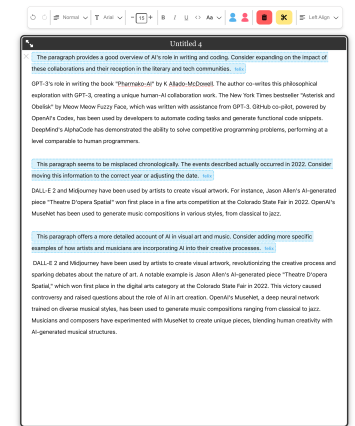 Normal
T Arial
- 15 +
B I U <> Aa
Left Align
Untitled 4
This paragraph provides a good overview of AI's role in writing and coding. Consider expanding on the impact of
these collaborations and their reception in the literary and tech communities.
GPT-3's role in writing the book "Pharmako-AI" by K Allado-McDowell. The author co-writes this philosophical
exploration with GPT-3, creating a unique human-AI collaboration work. The New York Times bestseller "Asterisk and
Obelisk" by Meow Meow Fuzzy Face, which was written with assistance from GPT-3. GitHub co-pilot, powered by
OpenAI's Codex, has been used by developers to automate coding tasks and generate functional code snippets.
DeepMind's AlphaCode has demonstrated the ability to solve competitive programming problems, performing at a
level comparable to human programmers.
This paragraph seems to be misplaced chronologically. The events described actually occurred in 2022. Consider
moving this information to the correct year or adjusting the date.
DALL-E 2 and Midjourney have been used by artists to create visual artwork. For instance, Jason Allen's AI-generated
piece "Theatre D'opera Spatial" won first place in a fine arts competition at the Colorado State Fair in 2022. OpenAI's
MuseNet has been used to generate music compositions in various styles, from classical to jazz.
This paragraph offers a more detailed account of AI in visual art and music. Consider adding more specific
examples of how artists and musicians are incorporating AI into their creative processes.
DALL-E 2 and Midjourney have been used by artists to create visual artwork, revolutionizing the creative process and
sparking debates about the nature of art. A notable example is Jason Allen's AI-generated piece "Theatre D'opera
Spatial," which won first place in the digital arts category at the Colorado State Fair in 2022. This victory caused
controversy and raised questions about the role of AI in art creation. OpenAI's MuseNet, a deep neural network
trained on diverse musical styles, has been used to generate music compositions ranging from classical to jazz.
Musicians and composers have experimented with MuseNet to create unique pieces, blending human creativity with
AI-generated musical structures.